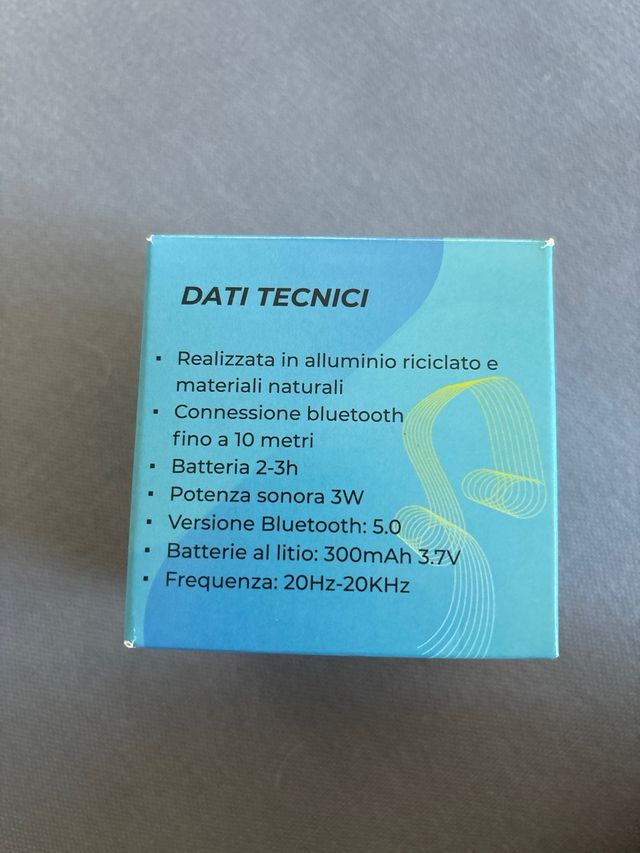 DATI TECNICI
▪ Realizzata in alluminio riciclato e
materiali naturali
▪ Connessione bluetooth
fino a 10 metri
▪ Batteria 2-3h
▪ Potenza sonora 3W
▪ Versione Bluetooth: 5.0
▪ Batterie al litio: 300mAh 3.7V
▪ Frequenza: 20Hz-20KHz